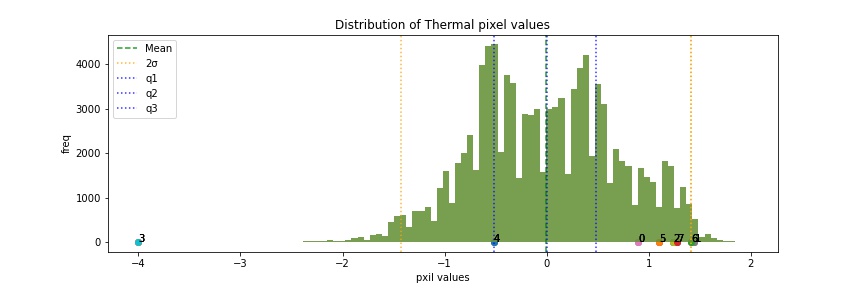 Distribution of Thermal pixel values
Mean
2σ
q1
q2
q3
freq
4000
3000
2000
1000
0
3
4
0
5
2
7
6
1
−4
−3
−2
−1
0
1
2
pxil values